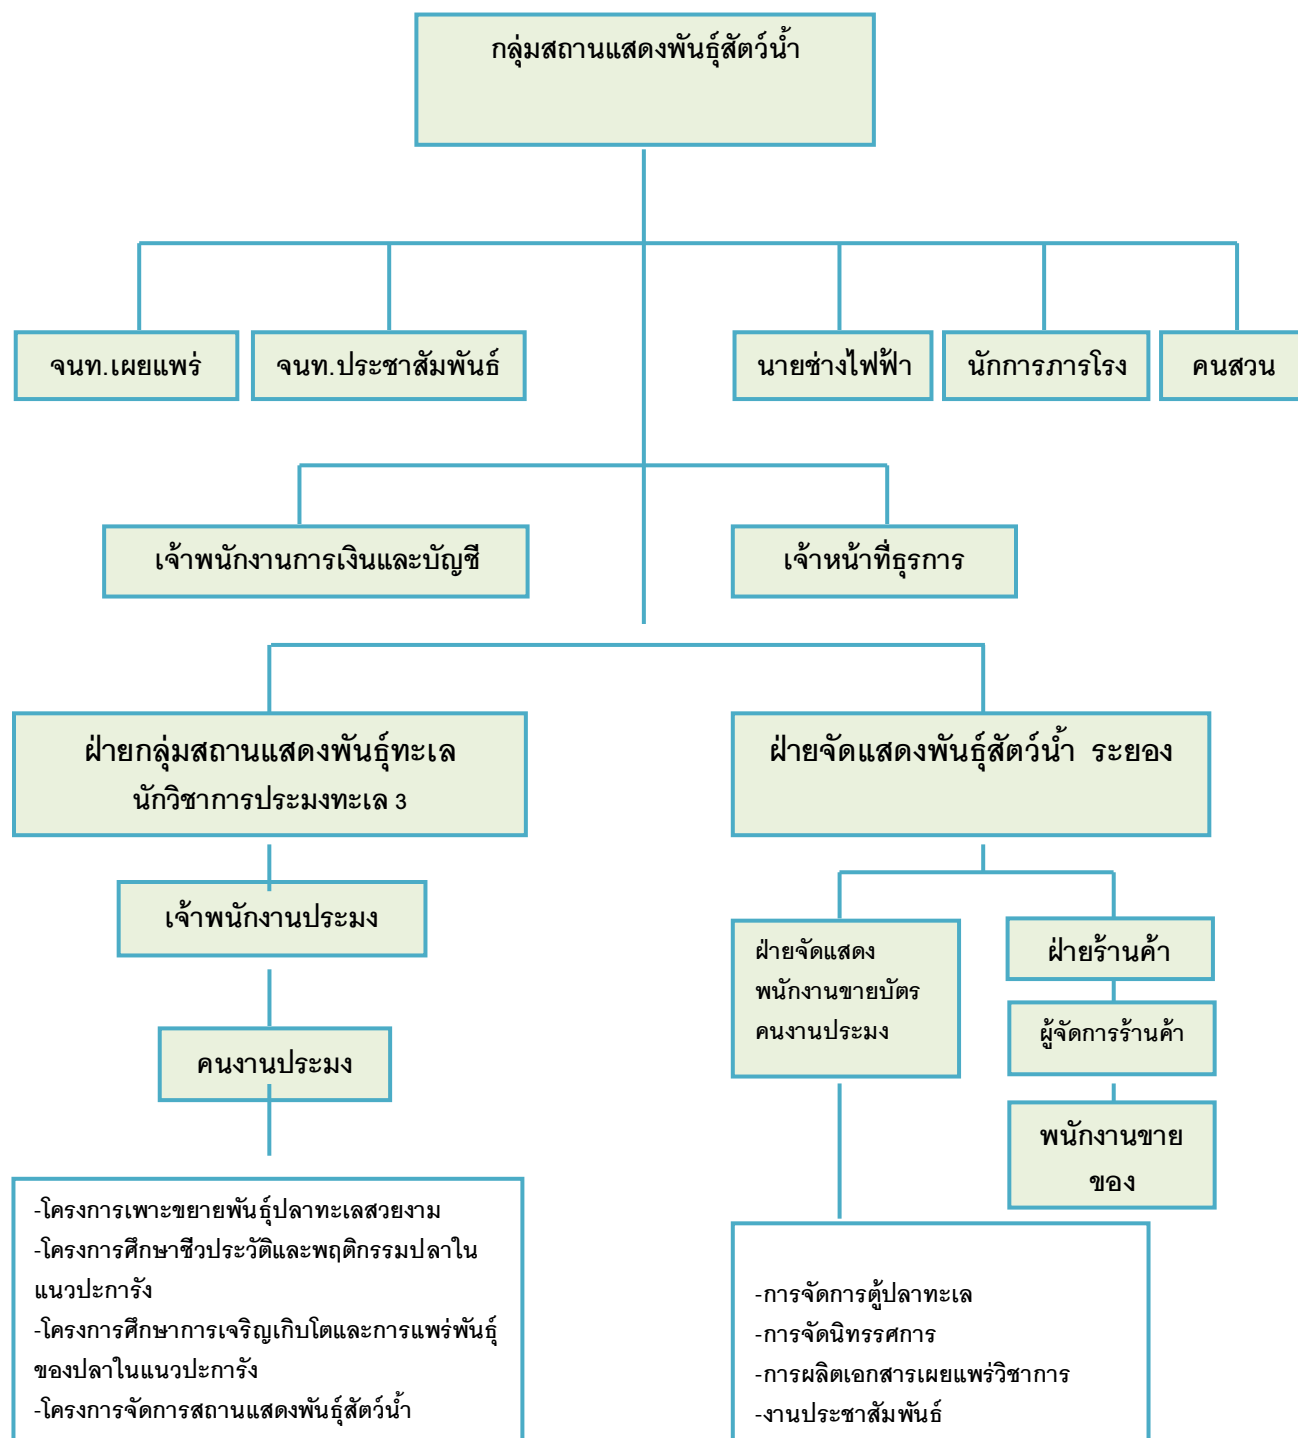 กลุ่มสถานแสดงพันธุ์สัตว์น้ำ
จนท.เผยแพร่
จนท.ประชาสัมพันธ์
นายช่างไฟฟ้า
นักการภารโรง
คนสวน
เจ้าพนักงานการเงินและบัญชี
เจ้าหน้าที่ธุรการ
ฝ่ายกลุ่มสถานแสดงพันธุ์ทะเล
นักวิชาการประมงทะเล 3
ฝ่ายจัดแสดงพันธุ์สัตว์น้ำ ระยอง
เจ้าพนักงานประมง
คนงานประมง
-โครงการเพาะขยายพันธุ์ปลาทะเลสวยงาม
-โครงการศึกษาชีวประวัติและพฤติกรรมปลาใน
แนวปะการัง
-โครงการศึกษาการเจริญเกิบโตและการแพร่พันธุ์
ของปลาในแนวปะการัง
-โครงการจัดการสถานแสดงพันธุ์สัตว์น้ำ
ฝ่ายจัดแสดง
พนักงานขายบัตร
คนงานประมง
ฝ่ายร้านค้า
ผู้จัดการร้านค้า
พนักงานขาย
ของ
-การจัดการตู้ปลาทะเล
-การจัดนิทรรศการ
-การผลิตเอกสารเผยแพร่วิชาการ
-งานประชาสัมพันธ์